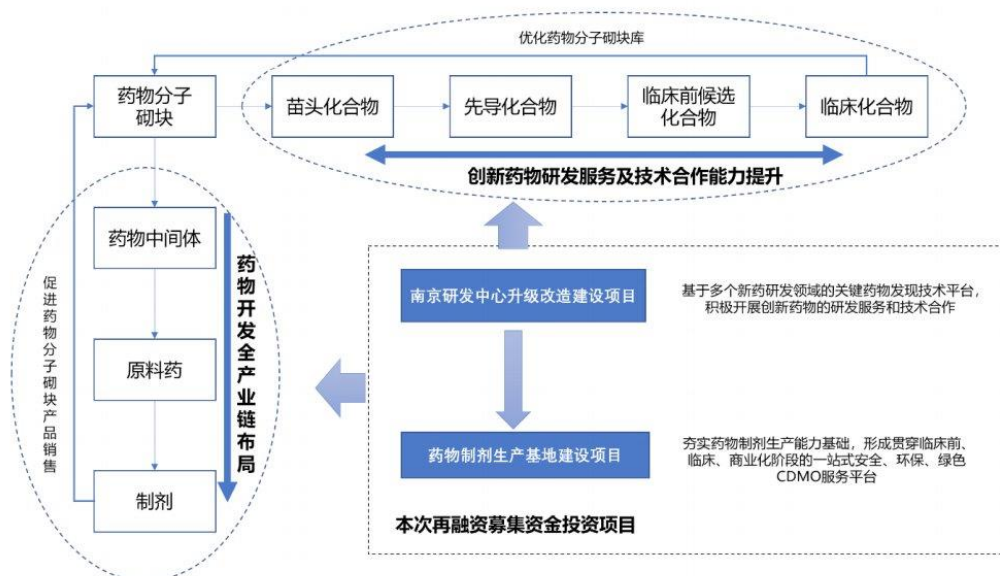 优化药物分子砌块库
药物分子
砌块
苗头化合物
先导化合物
临床前候选
化合物
临床化合物
创新药物研发服务及技术合作能力提升
药物中间体
原料药
制剂
促进药物分子砌块产品销售
药物开发全产业链布局
南京研发中心升级改造建设项目
基于多个新药研发领域的关键药物发现技术平台，
积极开展创新药物的研发服务和技术合作
药物制剂生产基地建设项目
夯实药物制剂生产能力基础，形成贯穿临床前、
临床、商业化阶段的一站式安全、环保、绿色
CDMO服务平台
本次再融资募集资金投资项目